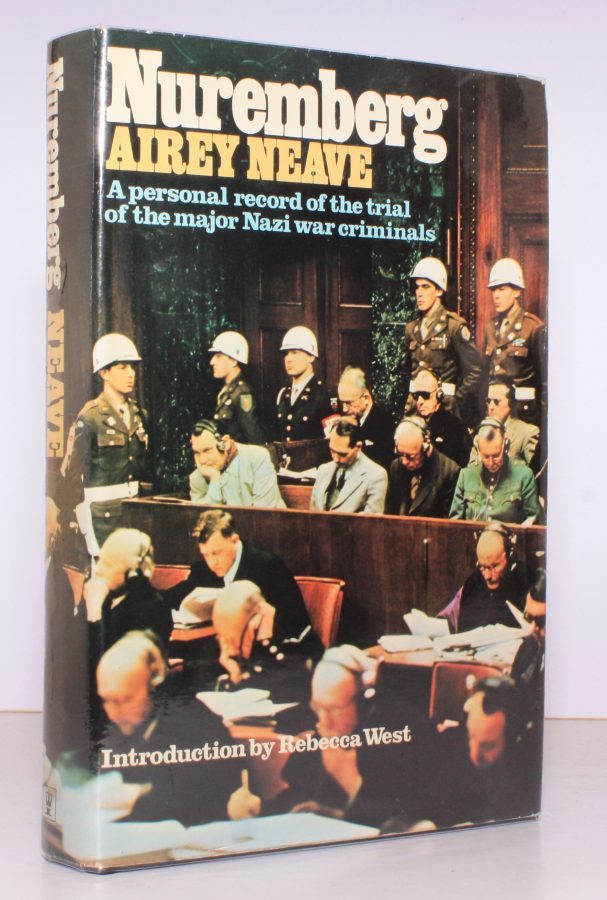 Nuremberg
AIREY NEAVE
A personal record of the trial
of the major Nazi war criminals
Introduction by Rebecca West
Nuremberg NEAVE